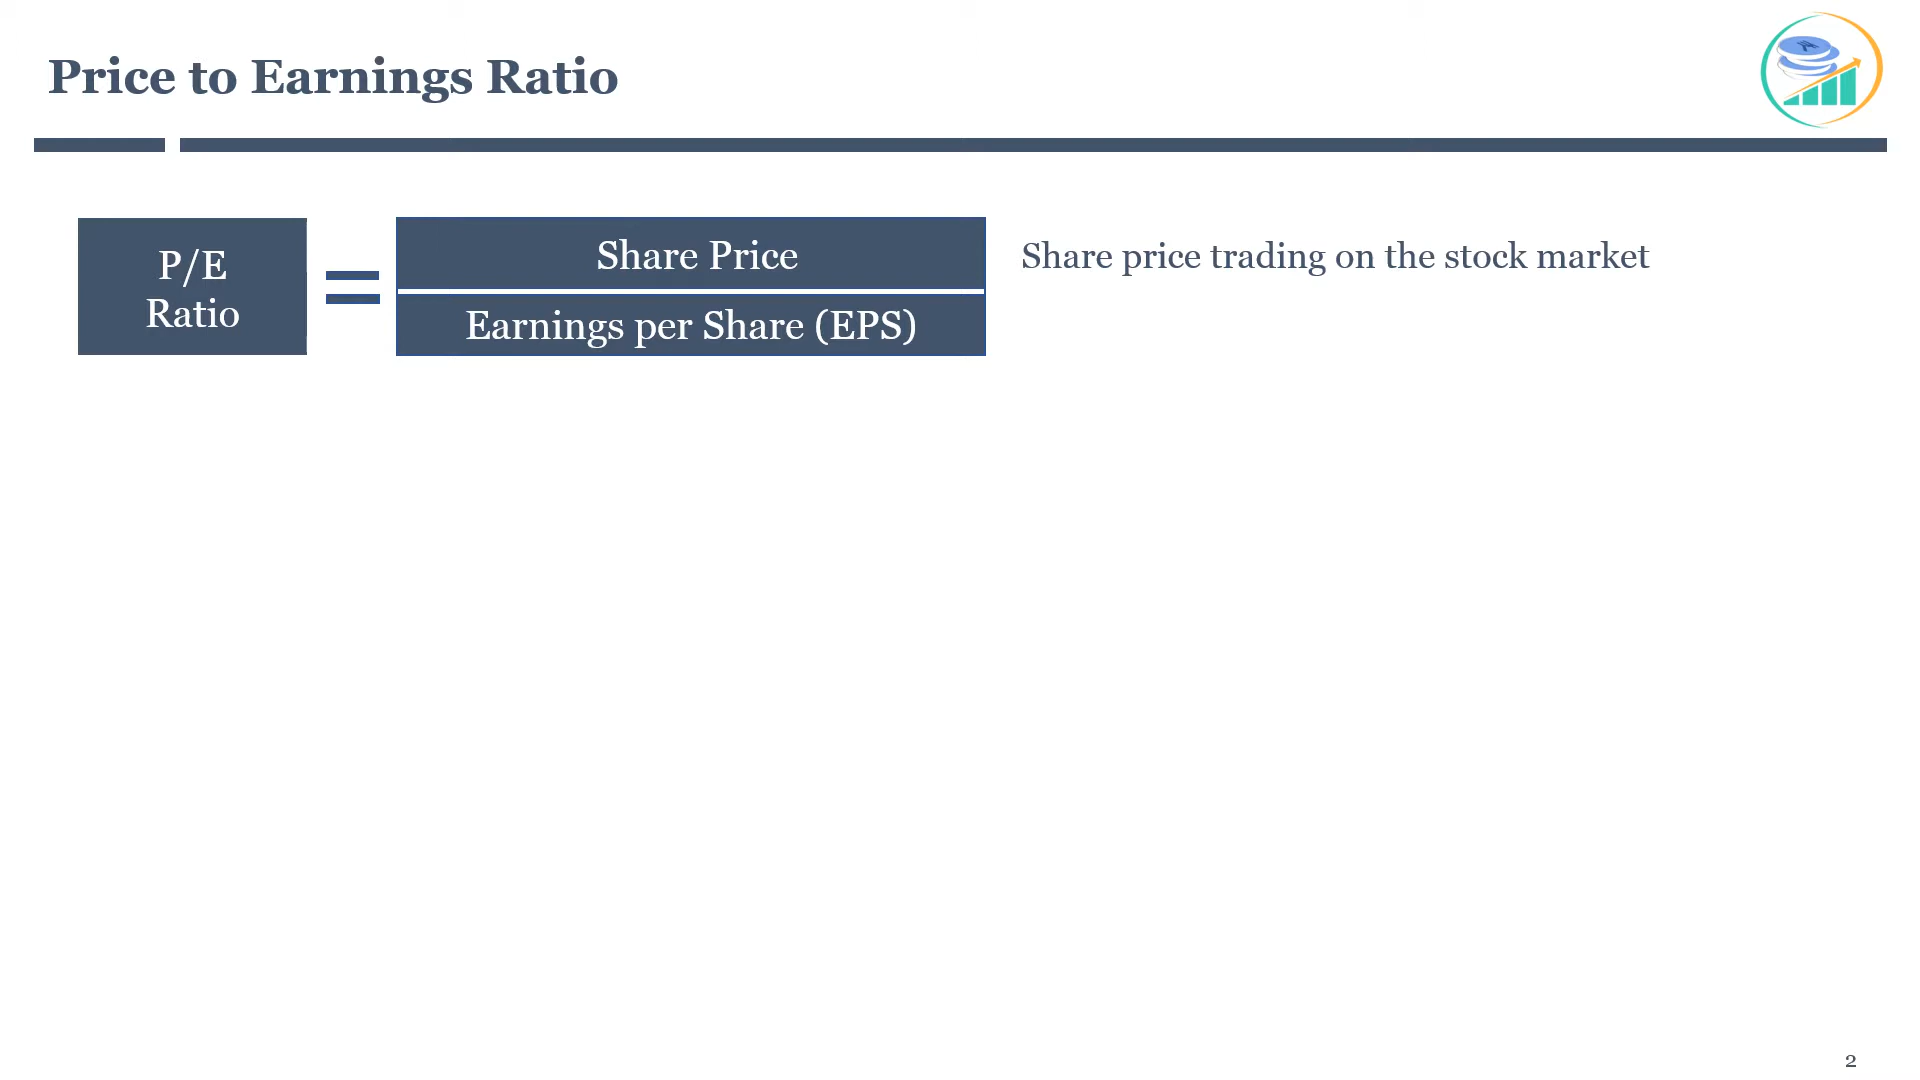 Price to Earnings Ratio
P/E
Ratio
=
Share Price
Earnings per Share (EPS)
Share price trading on the stock market
2